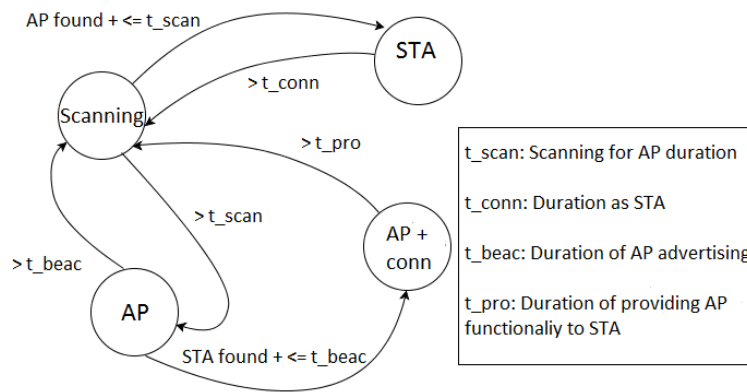 AP found + <= t_scan
STA
> t_conn
Scanning
> t_pro
> t_scan
AP +
conn
> t_beac
AP
STA found + <= t_beac
t_scan: Scanning for AP duration
t_conn: Duration as STA
t_beac: Duration of AP advertising
t_pro: Duration of providing AP
functionaliy to STA